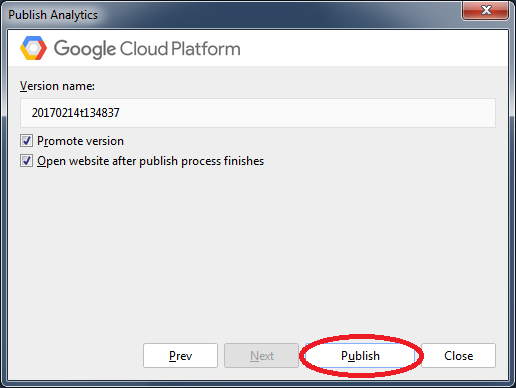 Publish Analytics
Google Cloud Platform
Version name:
20170214t134837
Promote version
Open website after publish process finishes
Prev Next Publish Close